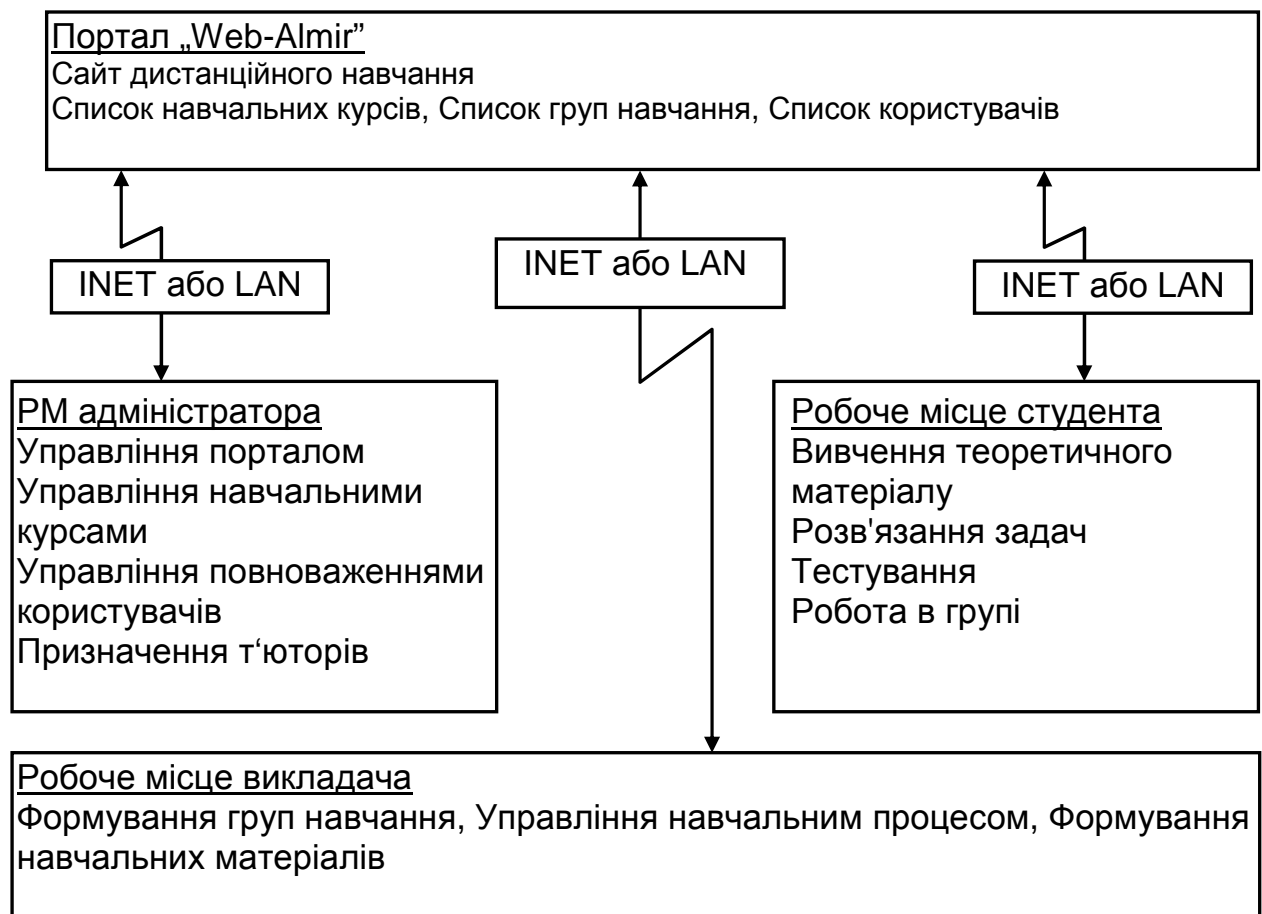 Портал „Web-Almir”
Сайт дистанційного навчання
Список навчальних курсів, Список груп навчання, Список користувачів
INET або LAN
INET або LAN
INET або LAN
РМ адміністратора
Управління порталом
Управління навчальними
курсами
Управління повноваженнями
користувачів
Призначення т‘юторів
Робоче місце студента
Вивчення теоретичного
матеріалу
Розв'язання задач
Тестування
Робота в групі
Робоче місце викладача
Формування груп навчання, Управління навчальним процесом, Формування
навчальних матеріалів